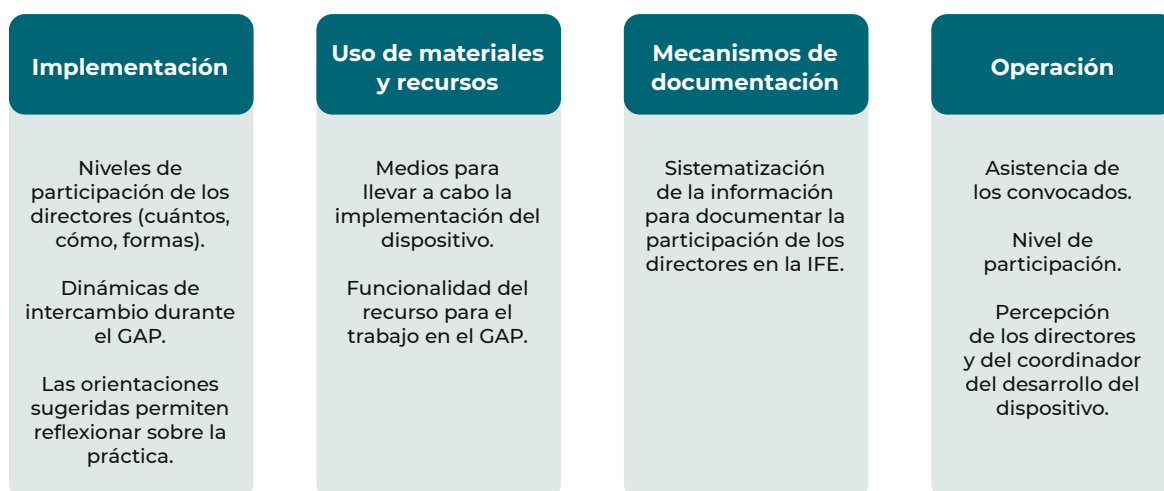 Implementación
Niveles de
participación de los
directores (cuántos,
cómo, formas).
Dinámicas de
intercambio durante
el GAP.
Las orientaciones
sugeridas permiten
reflexionar sobre la
práctica.
Uso de materiales
y recursos
Medios para
llevar a cabo la
implementación del
dispositivo.
Funcionalidad del
recurso para el
trabajo en el GAP.
Mecanismos de
documentación
Sistematización
de la información
para documentar la
participación de los
directores en la IFE.
Operación
Asistencia de
los convocados.
Nivel de
participación.
Percepción
de los directores
y del coordinador
del desarrollo del
dispositivo.